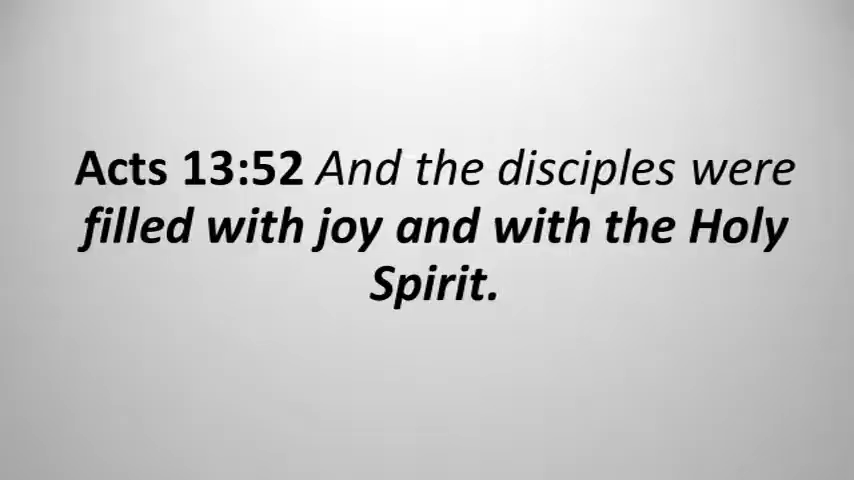 Acts 13:52 And the disciples were
filled with joy and with the Holy
Spirit.